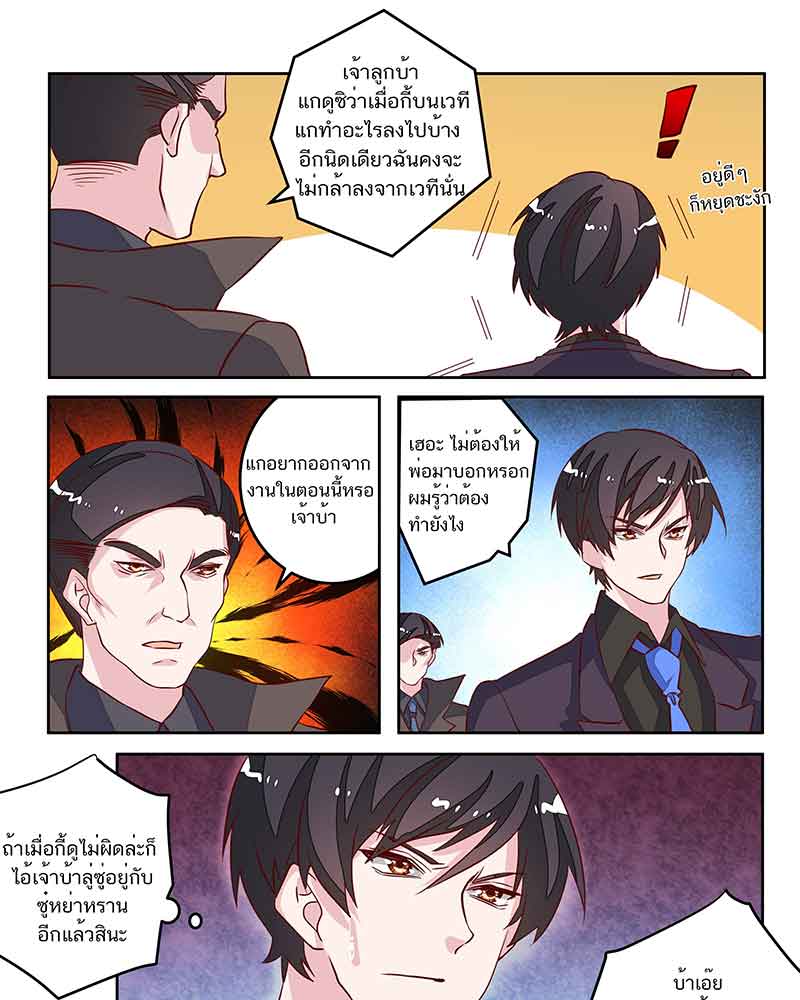 เจ้าลูกบ้า
แกดูซิว่าเมื่อกี้บนเวที
แกทำอะไรลงไปบ้าง
อีกนิดเดียวฉันคงจะ
ไม่กล้าลงจากเวทีนั่น
อยู่ดีๆ
ก็หยุดชะงัก
แกอยากออกจาก
งานในตอนนี้หรอ
เจ้าบ้า
เฮอะ ไม่ต้องให้
พ่อมาบอกหรอก
ผมรู้ว่าต้อง
ทำยังไง
ถ้าเมื่อกี้ดูไม่ผิดล่ะก็
ไอ้เจ้าบ้าลู่ซู่อยู่กับ
ซู๋หย่าหราน
อีกแล้วสินะ
บ้าเอ๊ย